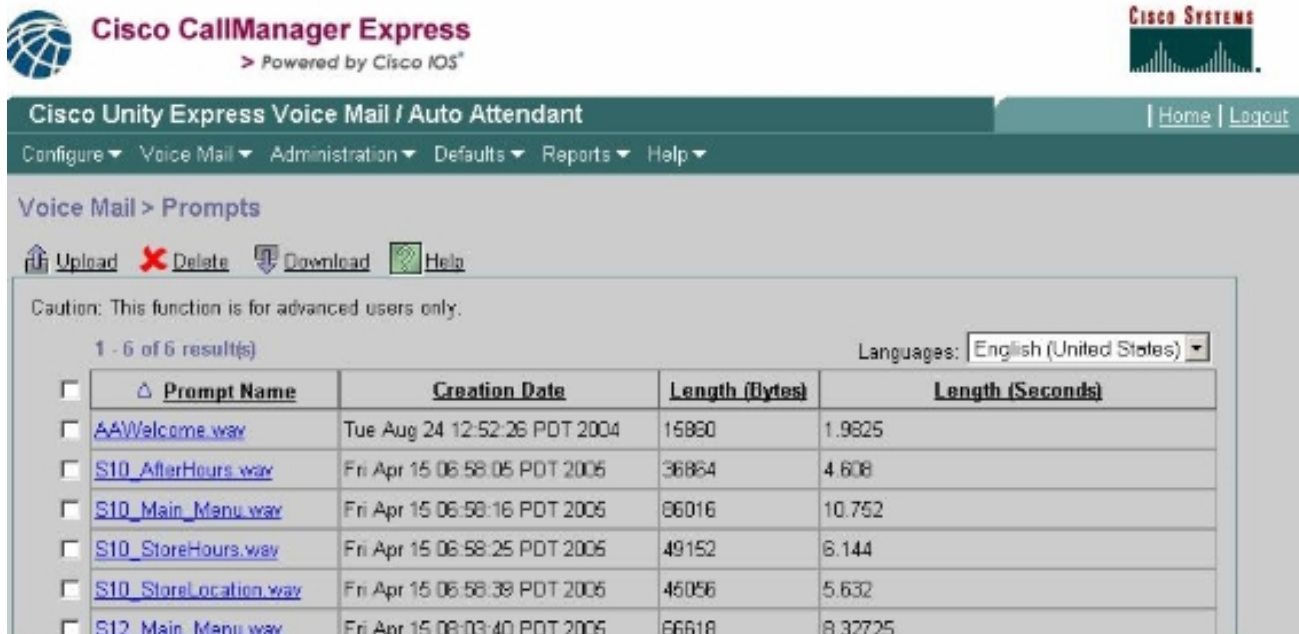 Cisco CallManager Express
> Powered by Cisco IOS®
CISCO SYSTEMS
Cisco Unity Express Voice Mail / Auto Attendant
| Home | Logout
Configure Voice Mail Administration Defaults Reports Help
Voice Mail > Prompts
Upload Delete Download ? Help
Caution: This function is for advanced users only.
1 - 6 of 6 result(s) Languages: English (United States)
Prompt Name Creation Date Length (Bytes) Length (Seconds)
AAWelcome.wav Tue Aug 24 12:52:26 PDT 2004 15860 1.9825
S10_AfterHours.wav Fri Apr 15 06:58:05 PDT 2005 36864 4.608
S10_Main_Menu.wav Fri Apr 15 06:58:16 PDT 2005 86016 10.752
S10_StoreHours.wav Fri Apr 15 06:58:25 PDT 2005 49152 6.144
S10_StoreLocation.wav Fri Apr 15 06:58:39 PDT 2005 45056 5.632
S12_Main_Menu.wav Fri Apr 15 08:03:40 PDT 2005 66618 8.32725